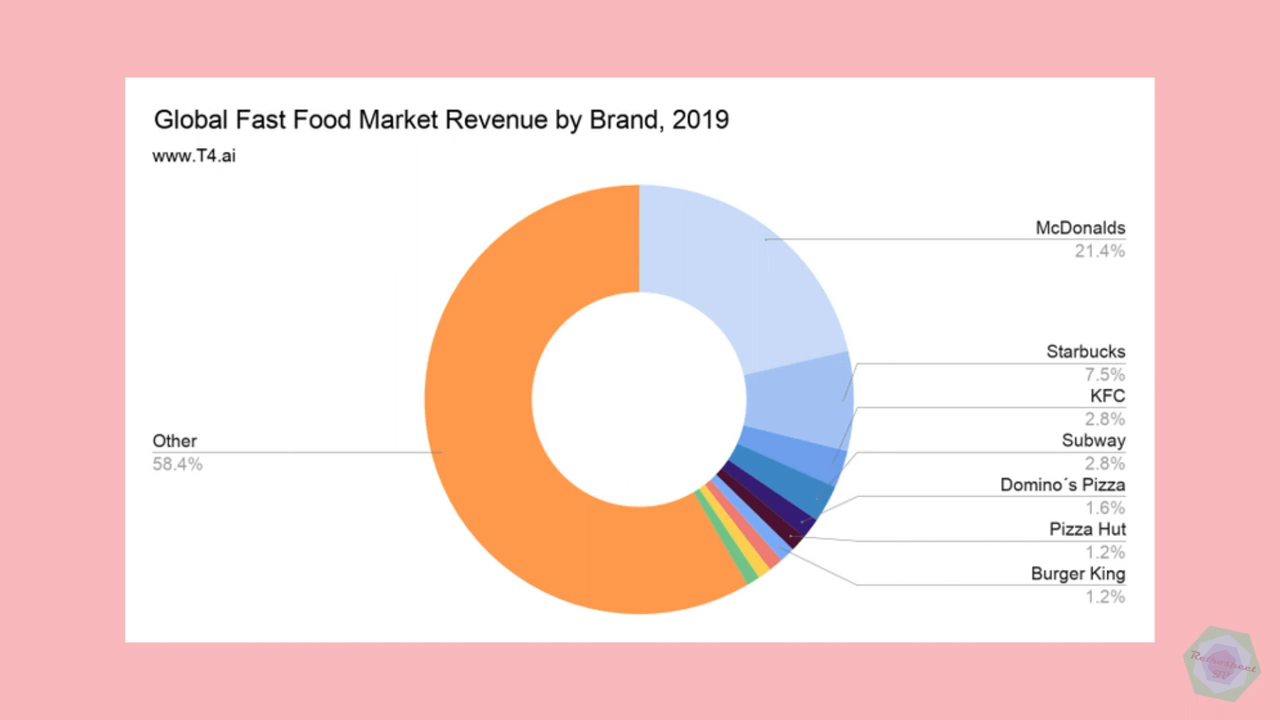 Global Fast Food Market Revenue by Brand, 2019
www.T4.ai
McDonalds
21.4%
Starbucks
7.5%
KFC
2.8%
Subway
2.8%
Domino´s Pizza
1.6%
Pizza Hut
1.2%
Burger King
1.2%
Other
58.4%
Retrospect
TV